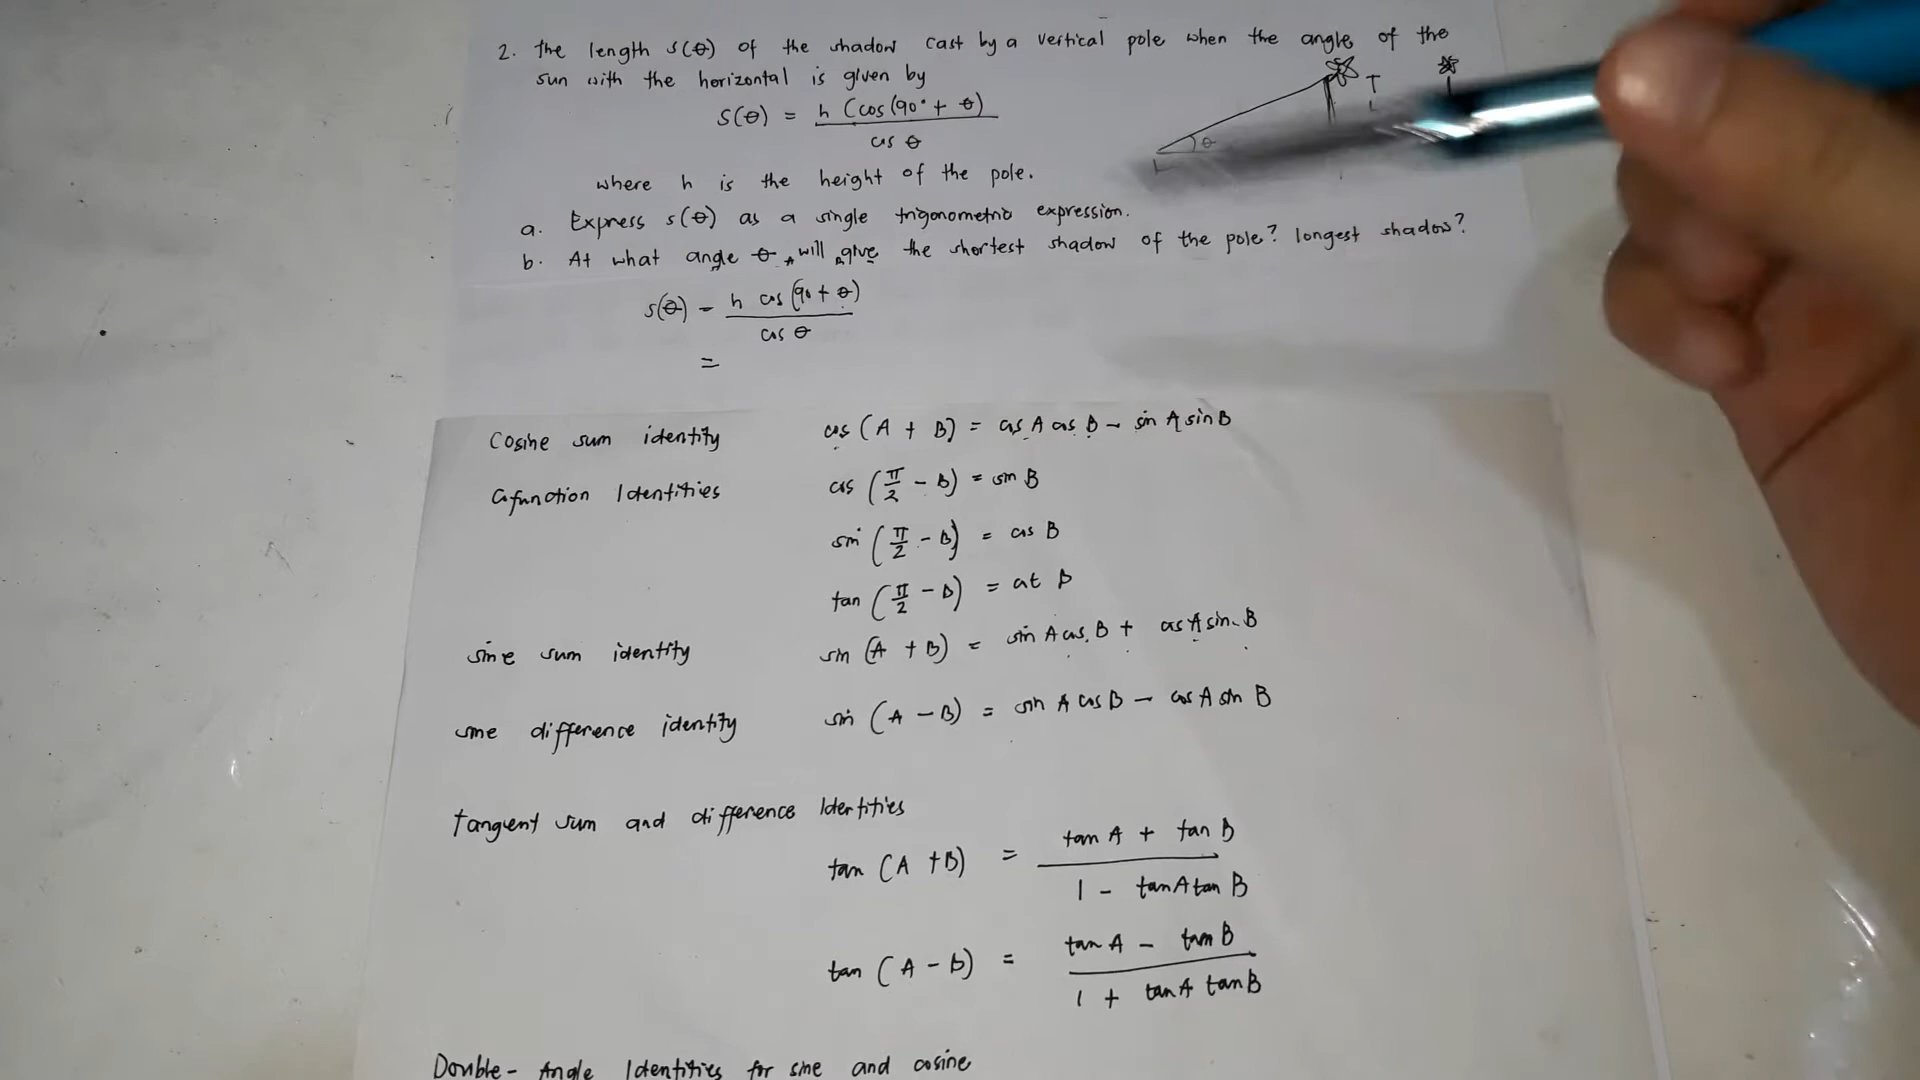 2. The length s(θ) of the shadow cast by a vertical pole when the angle of the
sun with the horizontal is given by
S(θ) = h (cos(90° + θ)
cos θ
θ
where h is the height of the pole.
a. Express s(θ) as a single trigonometric expression.
b. At what angle θ will give the shortest shadow of the pole? longest shadow?
s(θ) = h cos(90 + θ)
cos θ
=
Cosine sum identity cos (A + B) = cos A cos B - sin A sin B
Cofunction Identities cos (π/2 - B) = sin B
sin (π/2 - B) = cos B
tan (π/2 - B) = cot B
sine sum identity sin (A + B) = sin A cos B + cos A sin B
sine difference identity sin (A - B) = sin A cos B - cos A sin B
Tangent sum and difference Identities
tan (A + B) = tan A + tan B
1 - tan A tan B
tan (A - B) = tan A - tan B
1 + tan A tan B
Double - Angle Identities for sine and cosine